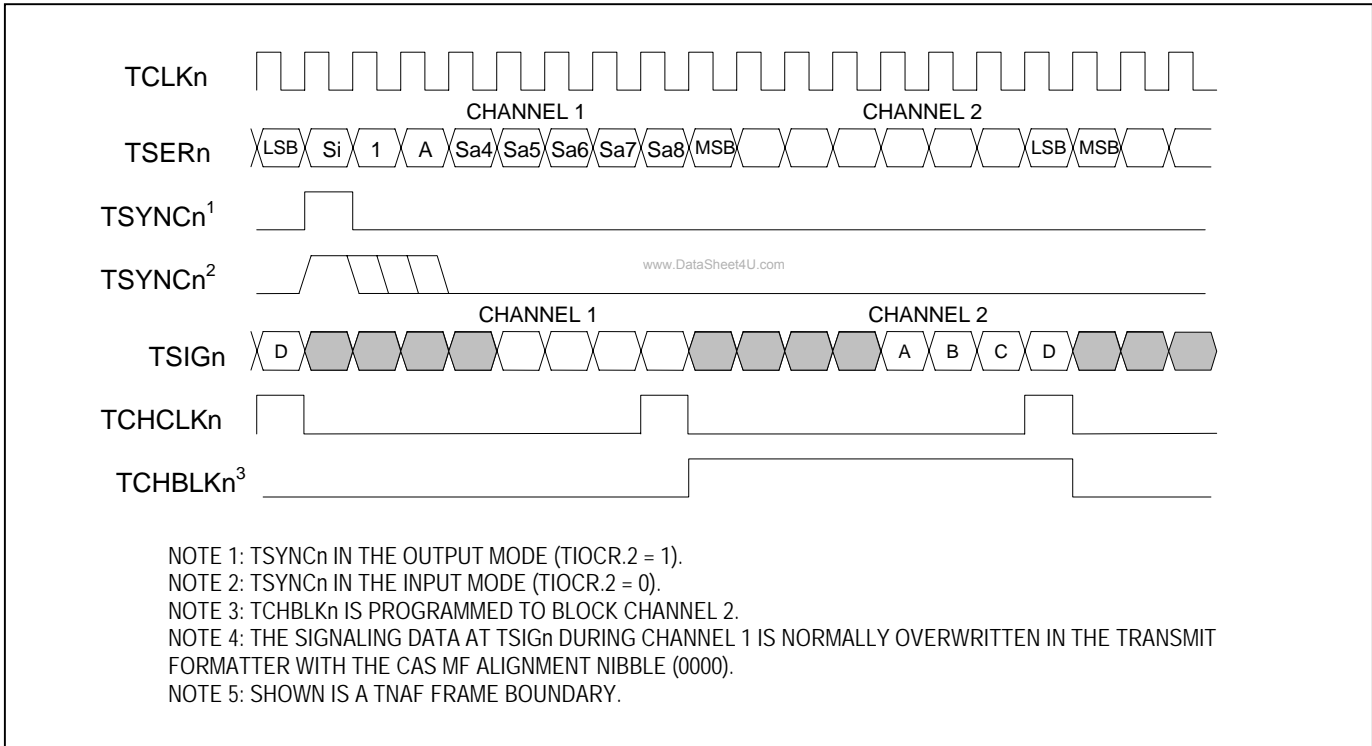 TCLKn
CHANNEL 1 CHANNEL 2
TSERn LSB Si 1 A Sa4 Sa5 Sa6 Sa7 Sa8 MSB LSB MSB
TSYNCn1
TSYNCn2
www.DataSheet4U.com
CHANNEL 1 CHANNEL 2
TSIGn D A B C D
TCHCLKn
TCHBLKn3
NOTE 1: TSYNCn IN THE OUTPUT MODE (TIOCR.2 = 1).
NOTE 2: TSYNCn IN THE INPUT MODE (TIOCR.2 = 0).
NOTE 3: TCHBLKn IS PROGRAMMED TO BLOCK CHANNEL 2.
NOTE 4: THE SIGNALING DATA AT TSIGn DURING CHANNEL 1 IS NORMALLY OVERWRITTEN IN THE TRANSMIT
FORMATTER WITH THE CAS MF ALIGNMENT NIBBLE (0000).
NOTE 5: SHOWN IS A TNAF FRAME BOUNDARY.